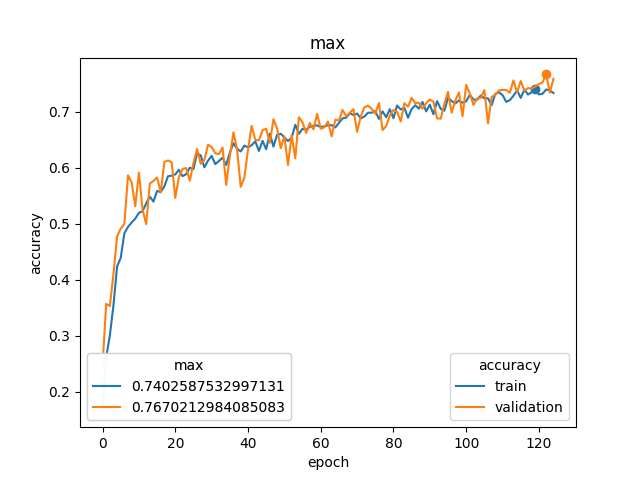 max
accuracy
0.7
0.6
0.5
0.4
0.3
0.2
max
0.7402587532997131
0.7670212984085083
accuracy
train
validation
0 20 40 60 80 100 120
epoch